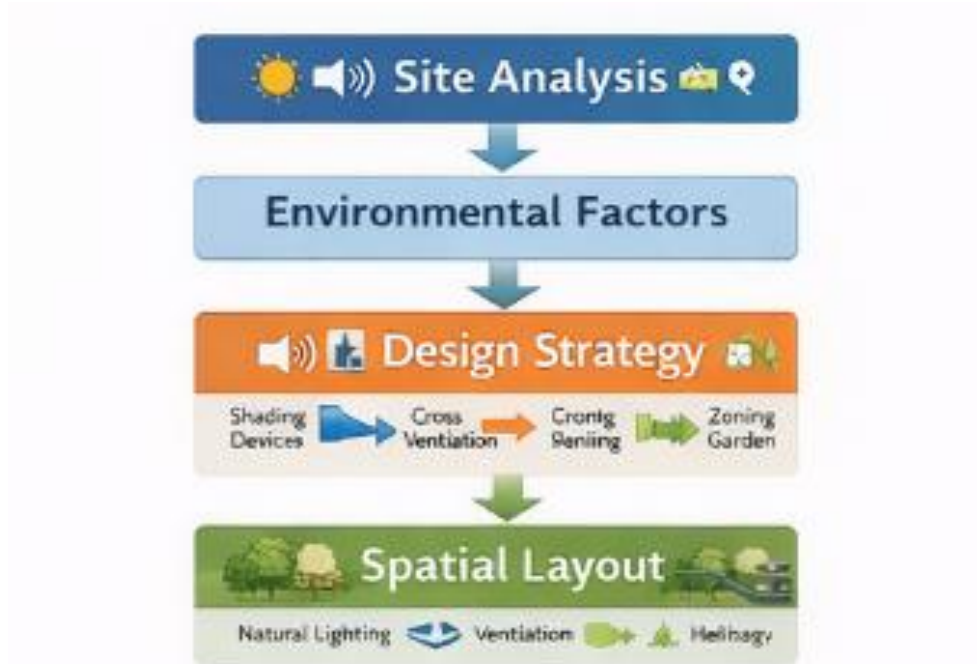 Site Analysis
Environmental Factors
Design Strategy
Shading Devices
Cross Ventilation
Zoning Garden
Spatial Layout
Natural Lighting
Ventilation